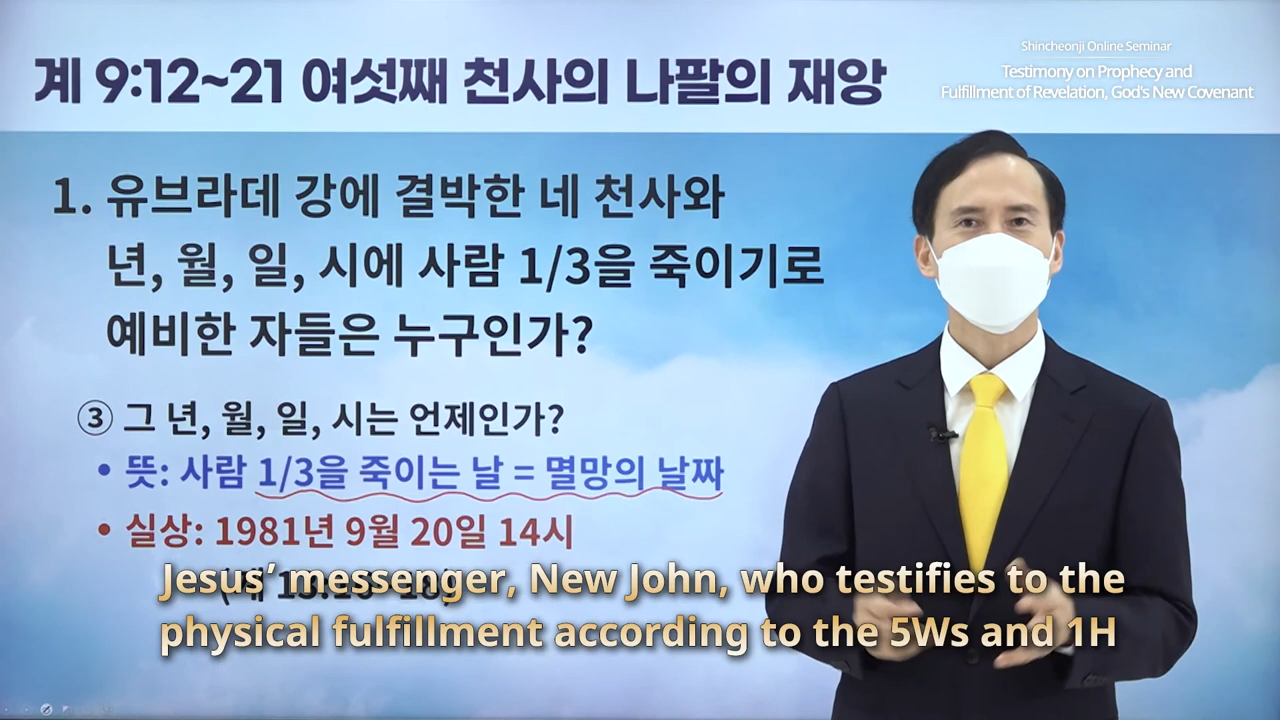 계 9:12~21 여섯째 천사의 나팔의 재앙
Shincheonji Online Seminar
Testimony on Prophecy and
Fulfillment of Revelation, God's New Covenant
1. 유브라데 강에 결박한 네 천사와
년, 월, 일, 시에 사람 1/3을 죽이기로
예비한 자들은 누구인가?
③ 그 년, 월, 일, 시는 언제인가?
• 뜻: 사람 1/3을 죽이는 날 = 멸망의 날짜
• 실상: 1981년 9월 20일 14시
Jesus’ messenger, New John, who testifies to the
physical fulfillment according to the 5Ws and 1H